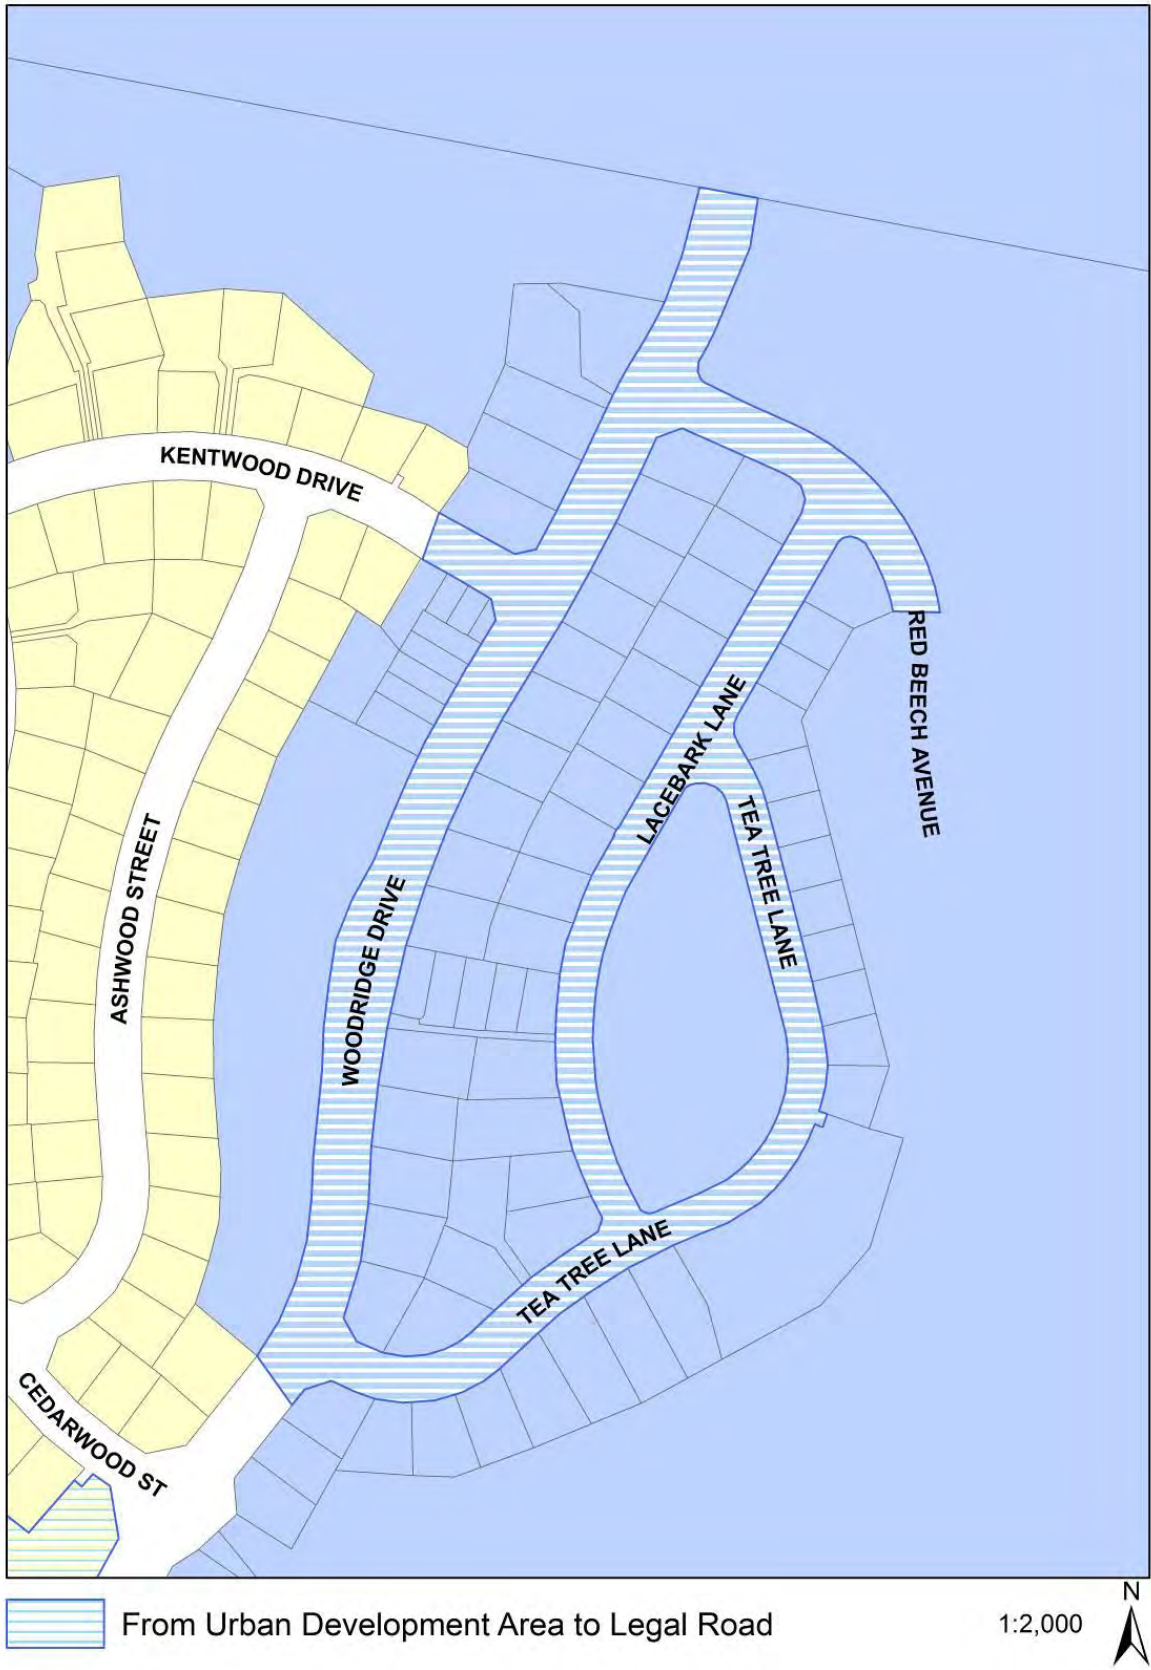 KENTWOOD DRIVE
RED BEECH AVENUE
LACEBARK LANE
TEA TREE LANE
ASHWOOD STREET
WOODRIDGE DRIVE
TEA TREE LANE
CEDARWOOD ST
From Urban Development Area to Legal Road
1:2,000
N